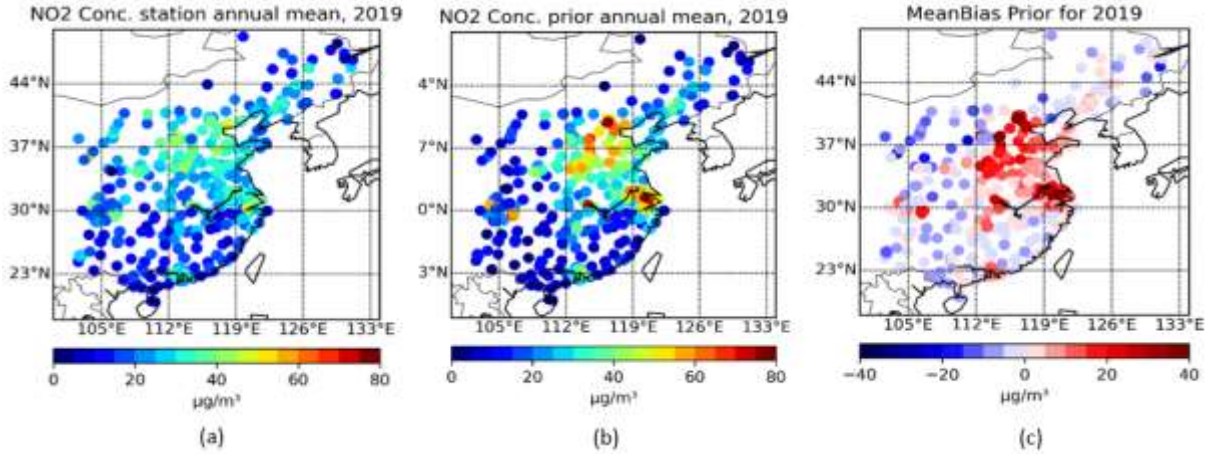 NO2 Conc. station annual mean, 2019
44°N
37°N
30°N
23°N
105°E 112°E 119°E 126°E 133°E
0 20 40 60 80
µg/m³
(a)
NO2 Conc. prior annual mean, 2019
4°N
7°N
0°N
3°N
105°E 112°E 119°E 126°E 133°E
0 20 40 60 80
µg/m³
(b)
MeanBias Prior for 2019
44°N
37°N
30°N
23°N
105°E 112°E 119°E 126°E 133°E
−40 −20 0 20 40
µg/m³
(c)